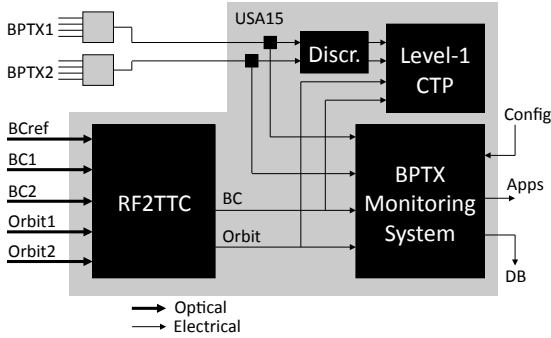 BPTX1
USA15
BPTX2
Discr.
Level-1
CTP
BCref
BC1
BC2
Orbit1
Orbit2
RF2TTC
BC
Orbit
BPTX
Monitoring
System
Config
Apps
DB
Optical
Electrical